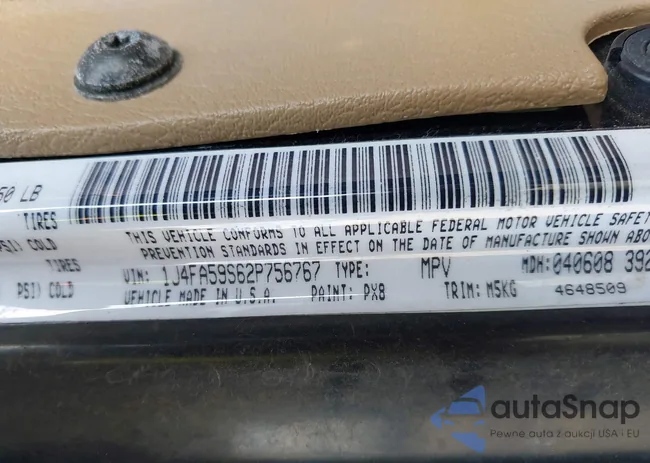 50 LB
TIRES
THIS VEHICLE CONFORMS TO ALL APPLICABLE FEDERAL MOTOR VEHICLE SAFETY
PSI) COLD
PREVENTION STANDARDS IN EFFECT ON THE DATE OF MANUFACTURE SHOWN ABO
TIRES
VIN: 1J4FA59S62P756767 TYPE: MPV MDH: 040608 392
PSI) COLD
VEHICLE MADE IN U.S.A. PAINT: PX8 TRIM: M5KG 4648509
autaSnap
Pewne auta z aukcji USA i EU